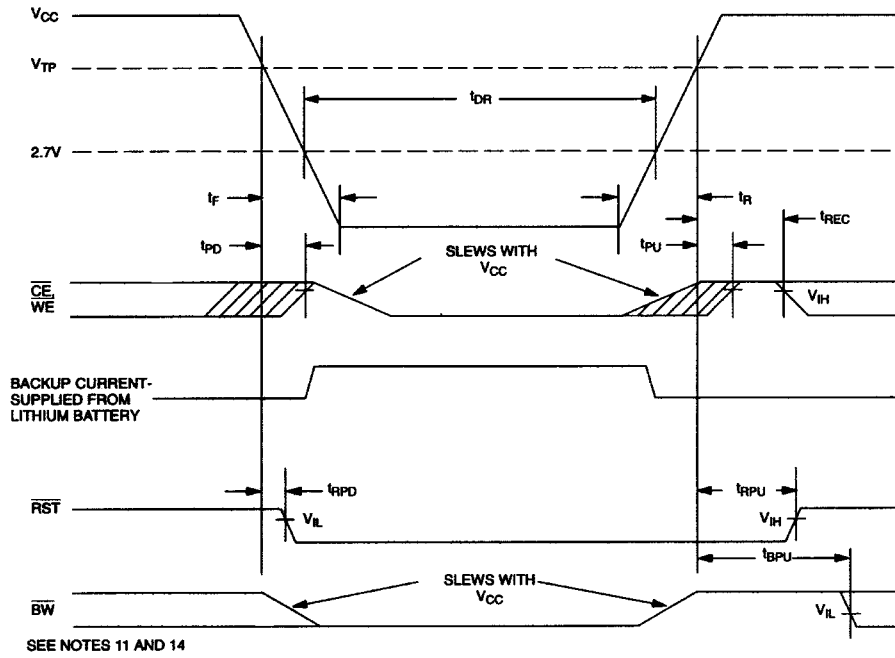 VCC
VTP
tDR
2.7V
tF
tR
tREC
tPD
tPU
SLEWS WITH
VCC
CE,
WE
VIH
BACKUP CURRENT-
SUPPLIED FROM
LITHIUM BATTERY
tRPD
tRPU
RST
VIL
VIH
tBPU
SLEWS WITH
VCC
BW
VIL
SEE NOTES 11 AND 14